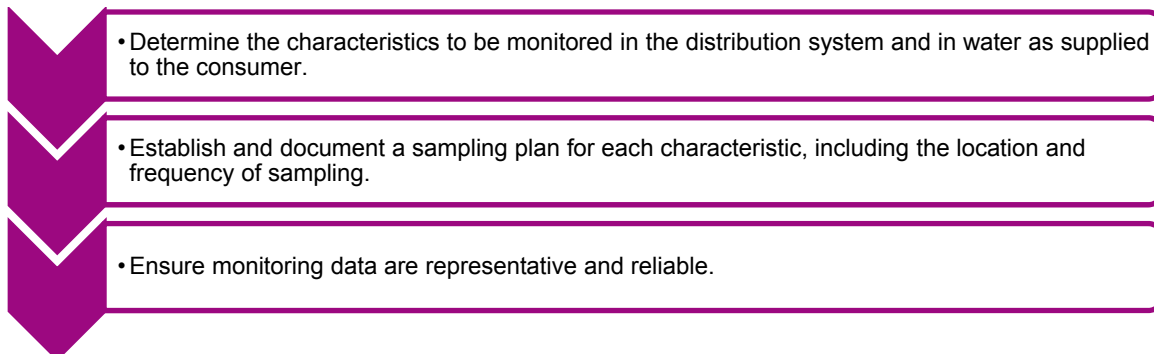 • Determine the characteristics to be monitored in the distribution system and in water as supplied
to the consumer.
• Establish and document a sampling plan for each characteristic, including the location and
frequency of sampling.
• Ensure monitoring data are representative and reliable.